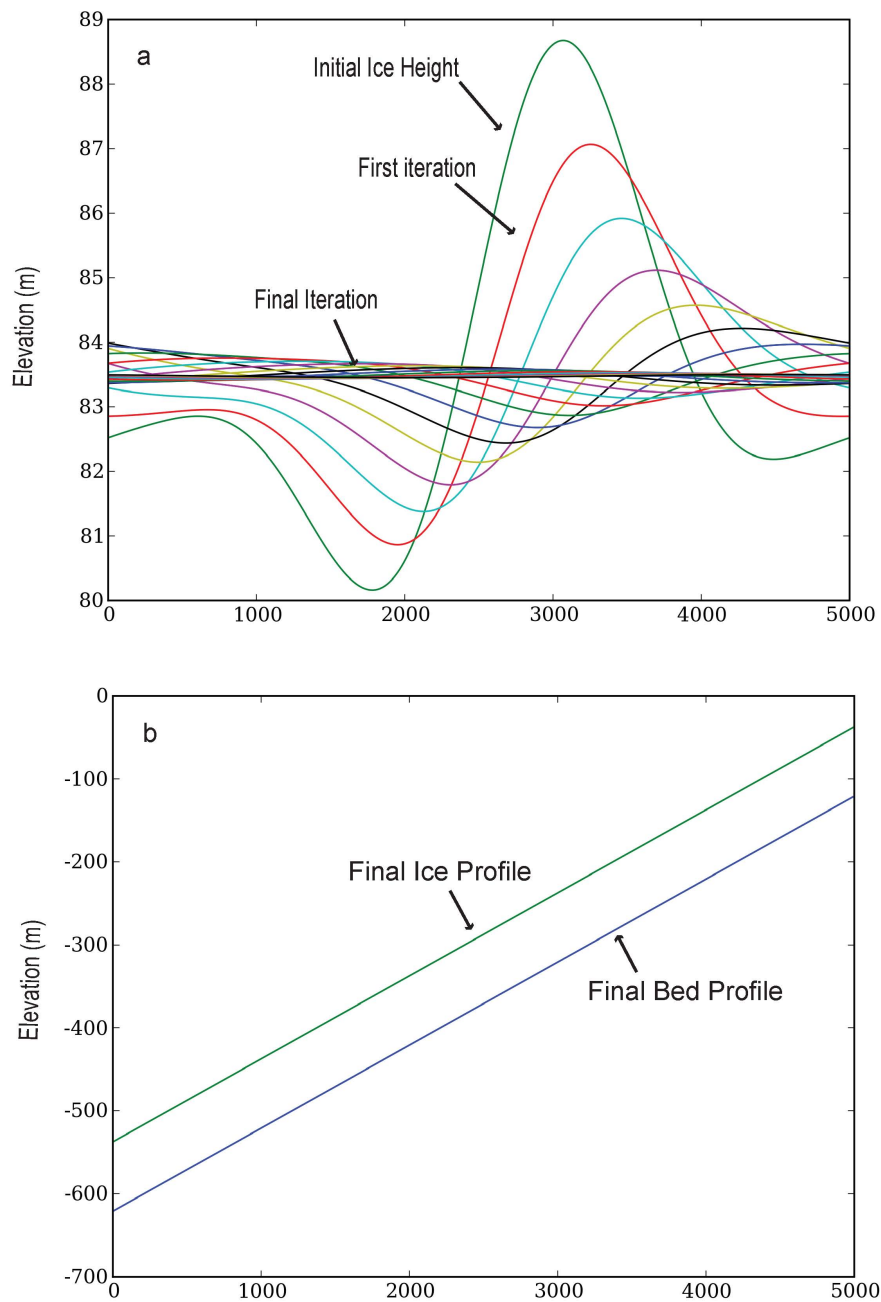 89
a
Initial Ice Height
88
87
First iteration
86
Elevation (m)
85
Final Iteration
84
83
82
81
80
0 1000 2000 3000 4000 5000
0
b
-100
-200
Final Ice Profile
-300
Elevation (m)
Final Bed Profile
-400
-500
-600
-700
0 1000 2000 3000 4000 5000